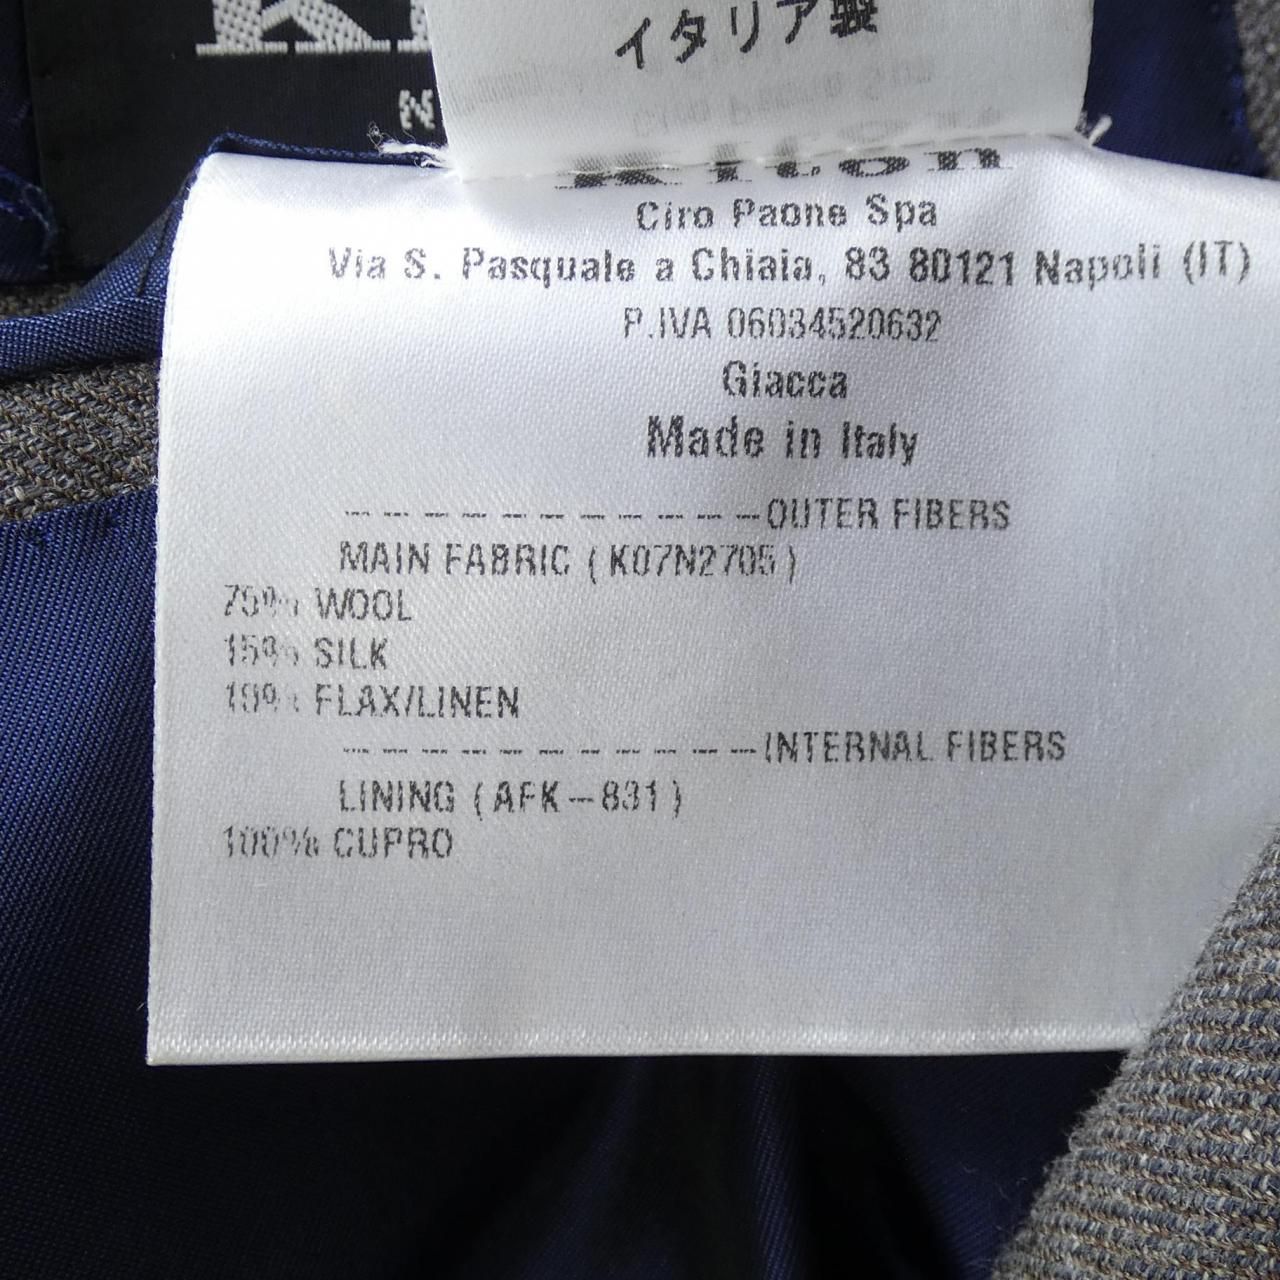 イタリア製
Kiton
Ciro Paone Spa
Via S. Pasquale a Chiaia, 83 80121 Napoli (IT)
P.IVA 06034520632
Giacca
Made in Italy
-----------OUTER FIBERS
MAIN FABRIC (K07N2705)
75% WOOL
15% SILK
10% FLAX/LINEN
-----------INTERNAL FIBERS
LINING (AFK-831)
100% CUPRO